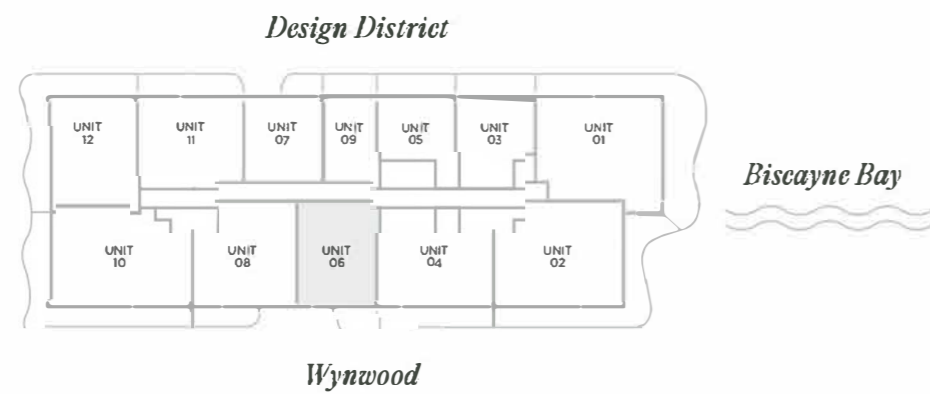 Design District
UNIT
12
UNIT
11
UNIT
07
UNIT
09
UNIT
05
UNIT
03
UNIT
01
Biscayne Bay
UNIT
10
UNIT
08
UNIT
06
UNIT
04
UNIT
02
Wynwood